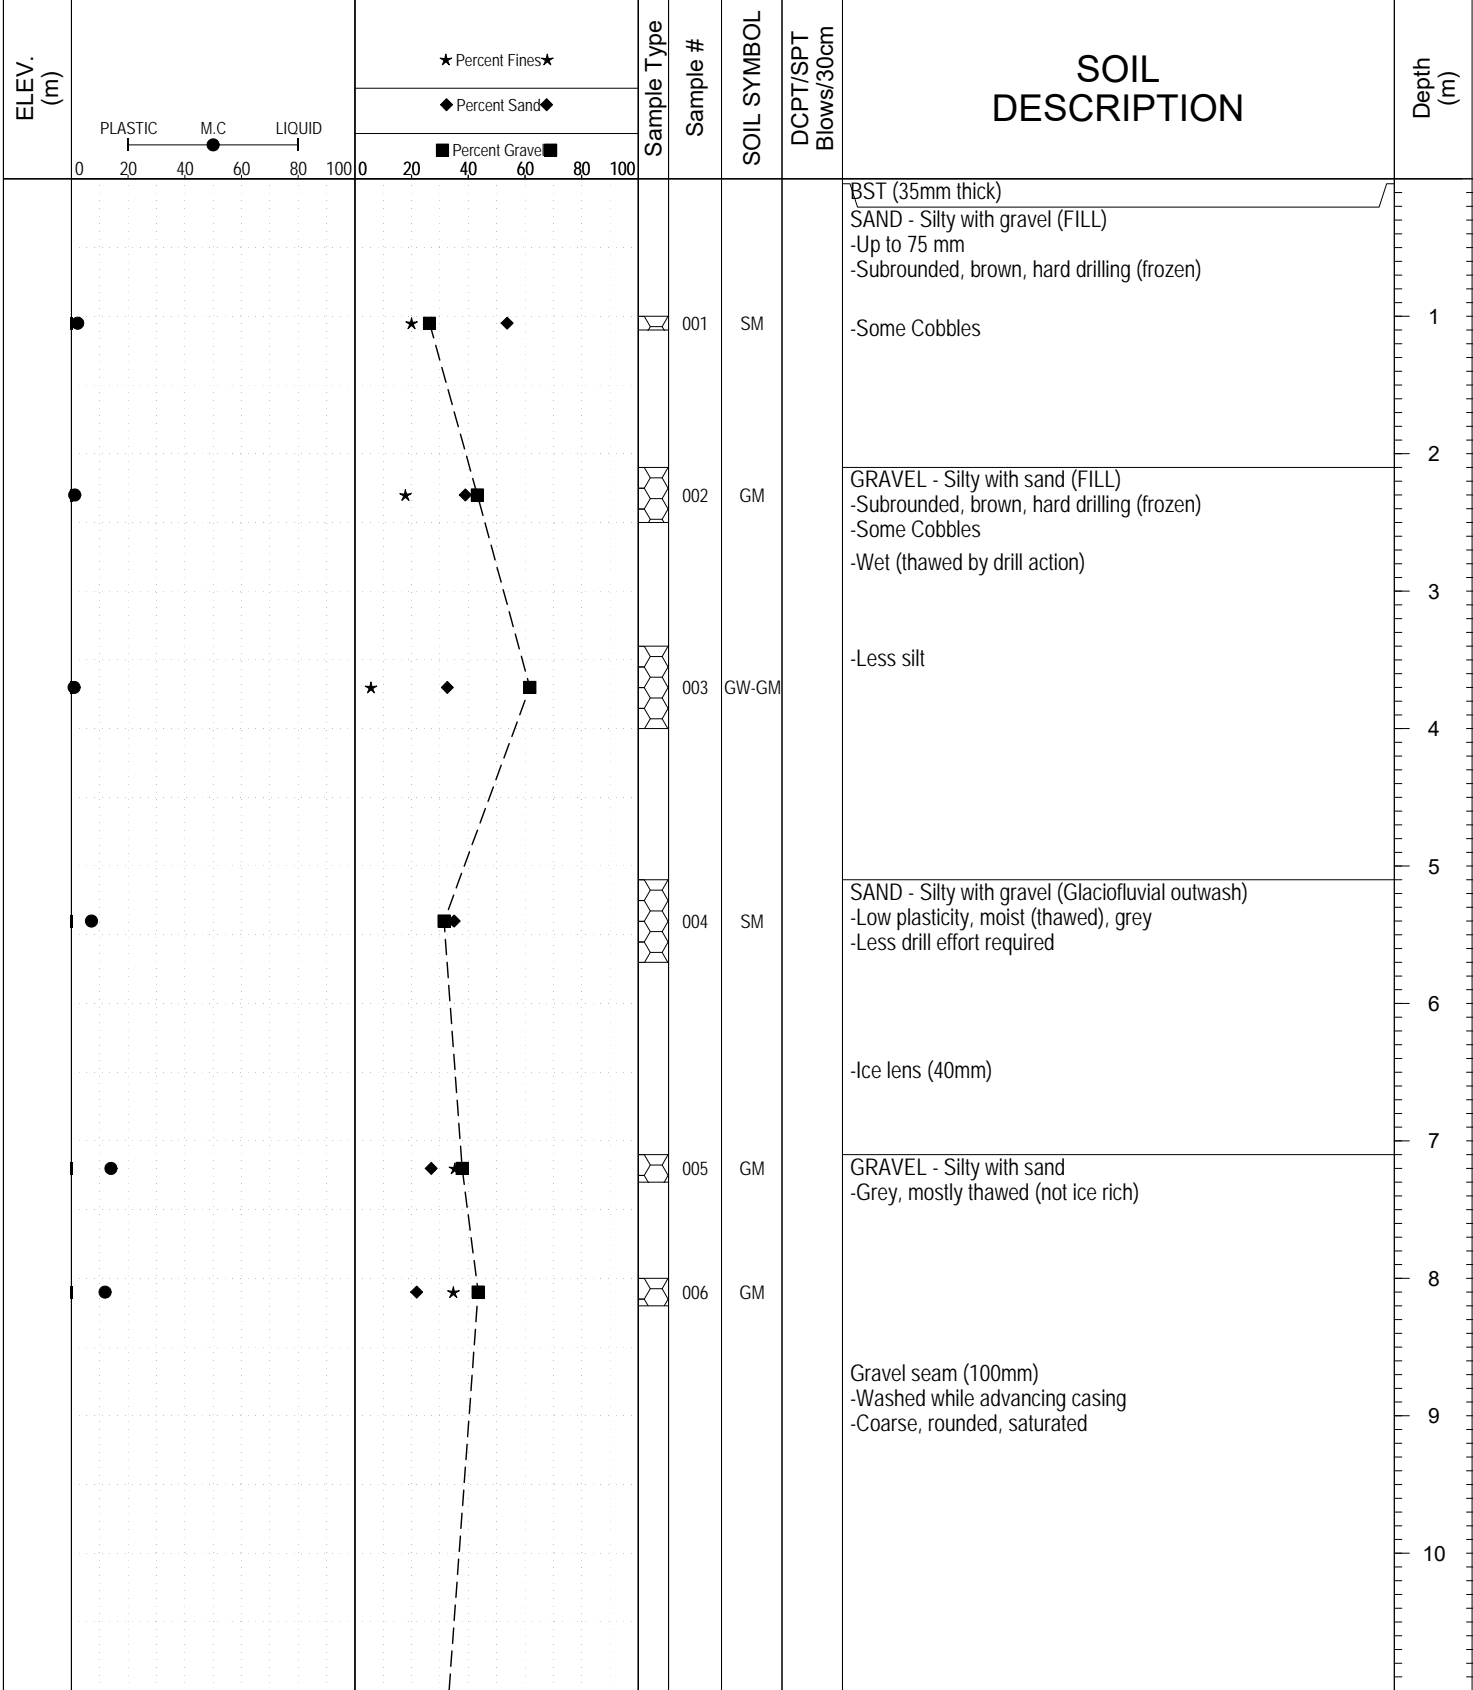 ELEV.
(m)
PLASTIC M.C LIQUID
0 20 40 60 80 100
★ Percent Fines ★
◆ Percent Sand ◆
■ Percent Gravel ■
0 20 40 60 80 100
Sample Type
Sample #
SOIL SYMBOL
DCPT/SPT
Blows/30cm
SOIL
DESCRIPTION
Depth
(m)
BST (35mm thick)
SAND - Silty with gravel (FILL)
-Up to 75 mm
-Subrounded, brown, hard drilling (frozen)
001 SM
-Some Cobbles
1
2
GRAVEL - Silty with sand (FILL)
002 GM
-Subrounded, brown, hard drilling (frozen)
-Some Cobbles
-Wet (thawed by drill action)
3
-Less silt
003 GW-GM
4
5
SAND - Silty with gravel (Glaciofluvial outwash)
004 SM
-Low plasticity, moist (thawed), grey
-Less drill effort required
6
-Ice lens (40mm)
7
005 GM
GRAVEL - Silty with sand
-Grey, mostly thawed (not ice rich)
8
006 GM
Gravel seam (100mm)
-Washed while advancing casing
-Coarse, rounded, saturated
9
10